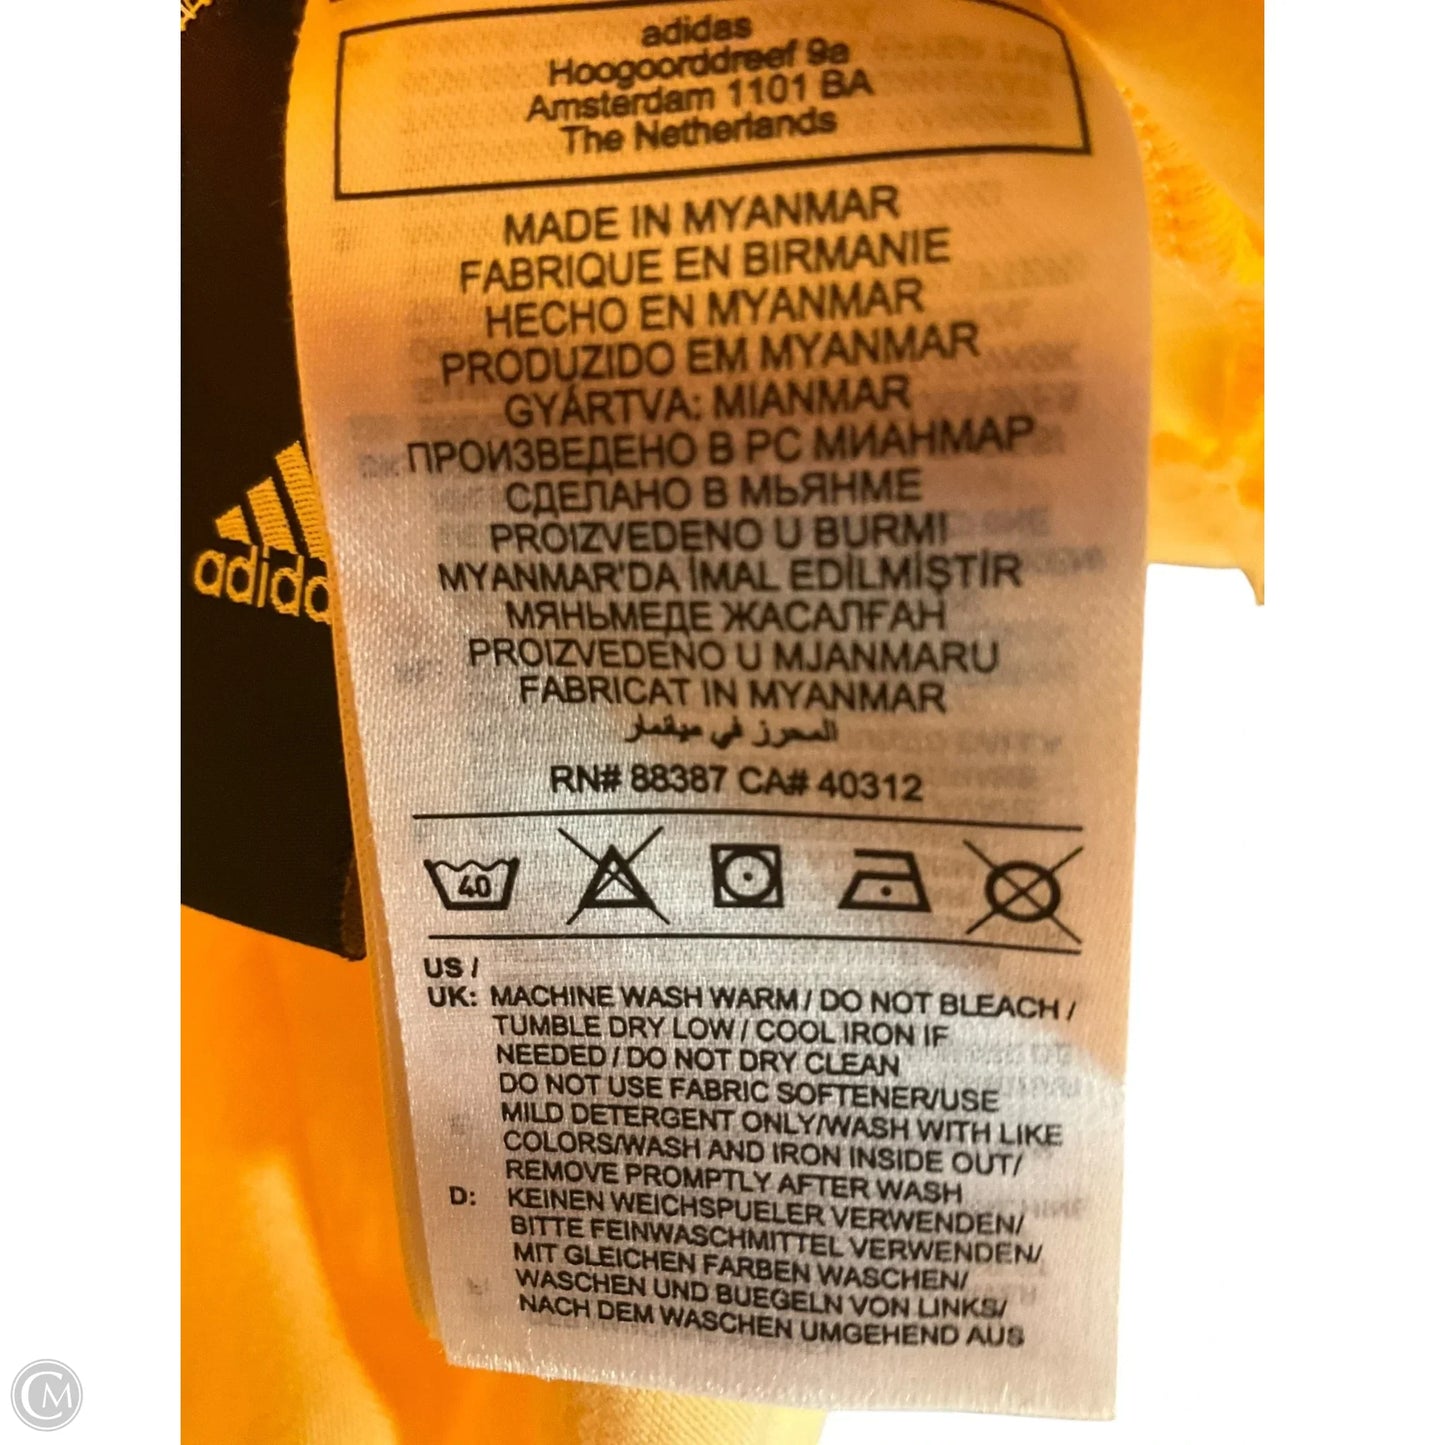 adidas
Hoogoorddreef 9a
Amsterdam 1101 BA
The Netherlands
MADE IN MYANMAR
FABRIQUE EN BIRMANIE
HECHO EN MYANMAR
PRODUZIDO EM MYANMAR
GYÁRTVA: MIANMAR
ПРОИЗВЕДЕНО В РС МИАНМАР
СДЕЛАНО В МЬЯНМЕ
PROIZVEDENO U BURMI
MYANMAR'DA İMAL EDİLMİŞTİR
МЯНЬМЕДЕ ЖАСАЛҒАН
PROIZVEDENO U MJANMARU
FABRICAT IN MYANMAR
المحرز في ميانمار
RN# 88387 CA# 40312
40
US /
UK: MACHINE WASH WARM / DO NOT BLEACH /
TUMBLE DRY LOW / COOL IRON IF
NEEDED / DO NOT DRY CLEAN
DO NOT USE FABRIC SOFTENER/USE
MILD DETERGENT ONLY/WASH WITH LIKE
COLORS/WASH AND IRON INSIDE OUT/
REMOVE PROMPTLY AFTER WASH
D: KEINEN WEICHSPUELER VERWENDEN/
BITTE FEINWASCHMITTEL VERWENDEN/
MIT GLEICHEN FARBEN WASCHEN/
WASCHEN UND BUEGELN VON LINKS/
NACH DEM WASCHEN UMGEHEND AUS
adidas
CM